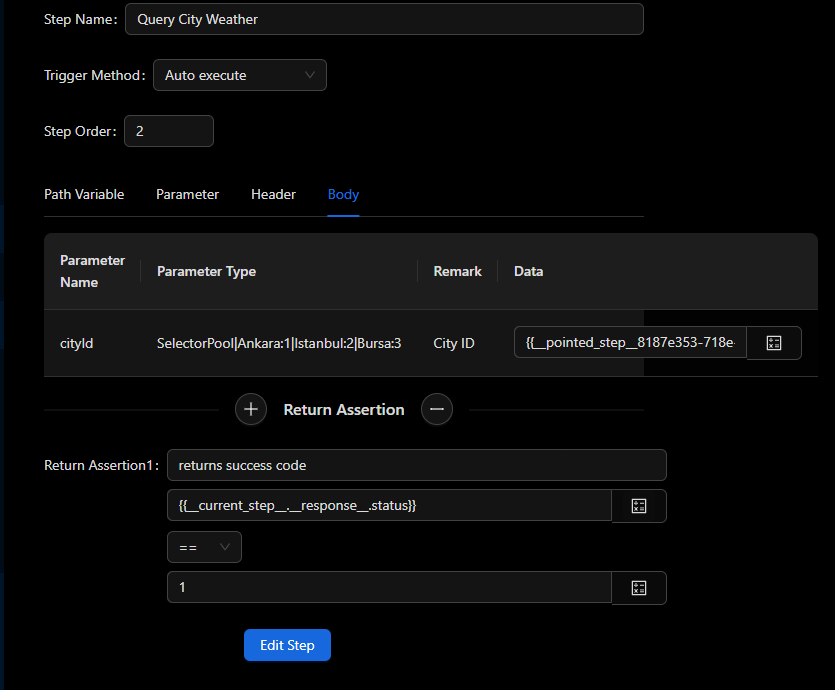 Step Name: Query City Weather
Trigger Method: Auto execute
Step Order: 2
Path Variable Parameter Header Body
Parameter Name Parameter Type Remark Data
cityId SelectorPool|Ankara:1|Istanbul:2|Bursa:3 City ID {{__pointed_step__8187e353-718e-
Return Assertion
Return Assertion1: returns success code
{{__current_step__.__response__.status}}
==
1
Edit Step